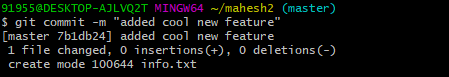 91955@DESKTOP-AJLVQ2T MINGW64 ~/mahesh2 (master)
$ git commit -m "added cool new feature"
[master 7b1db24] added cool new feature
 1 file changed, 0 insertions(+), 0 deletions(-)
 create mode 100644 info.txt